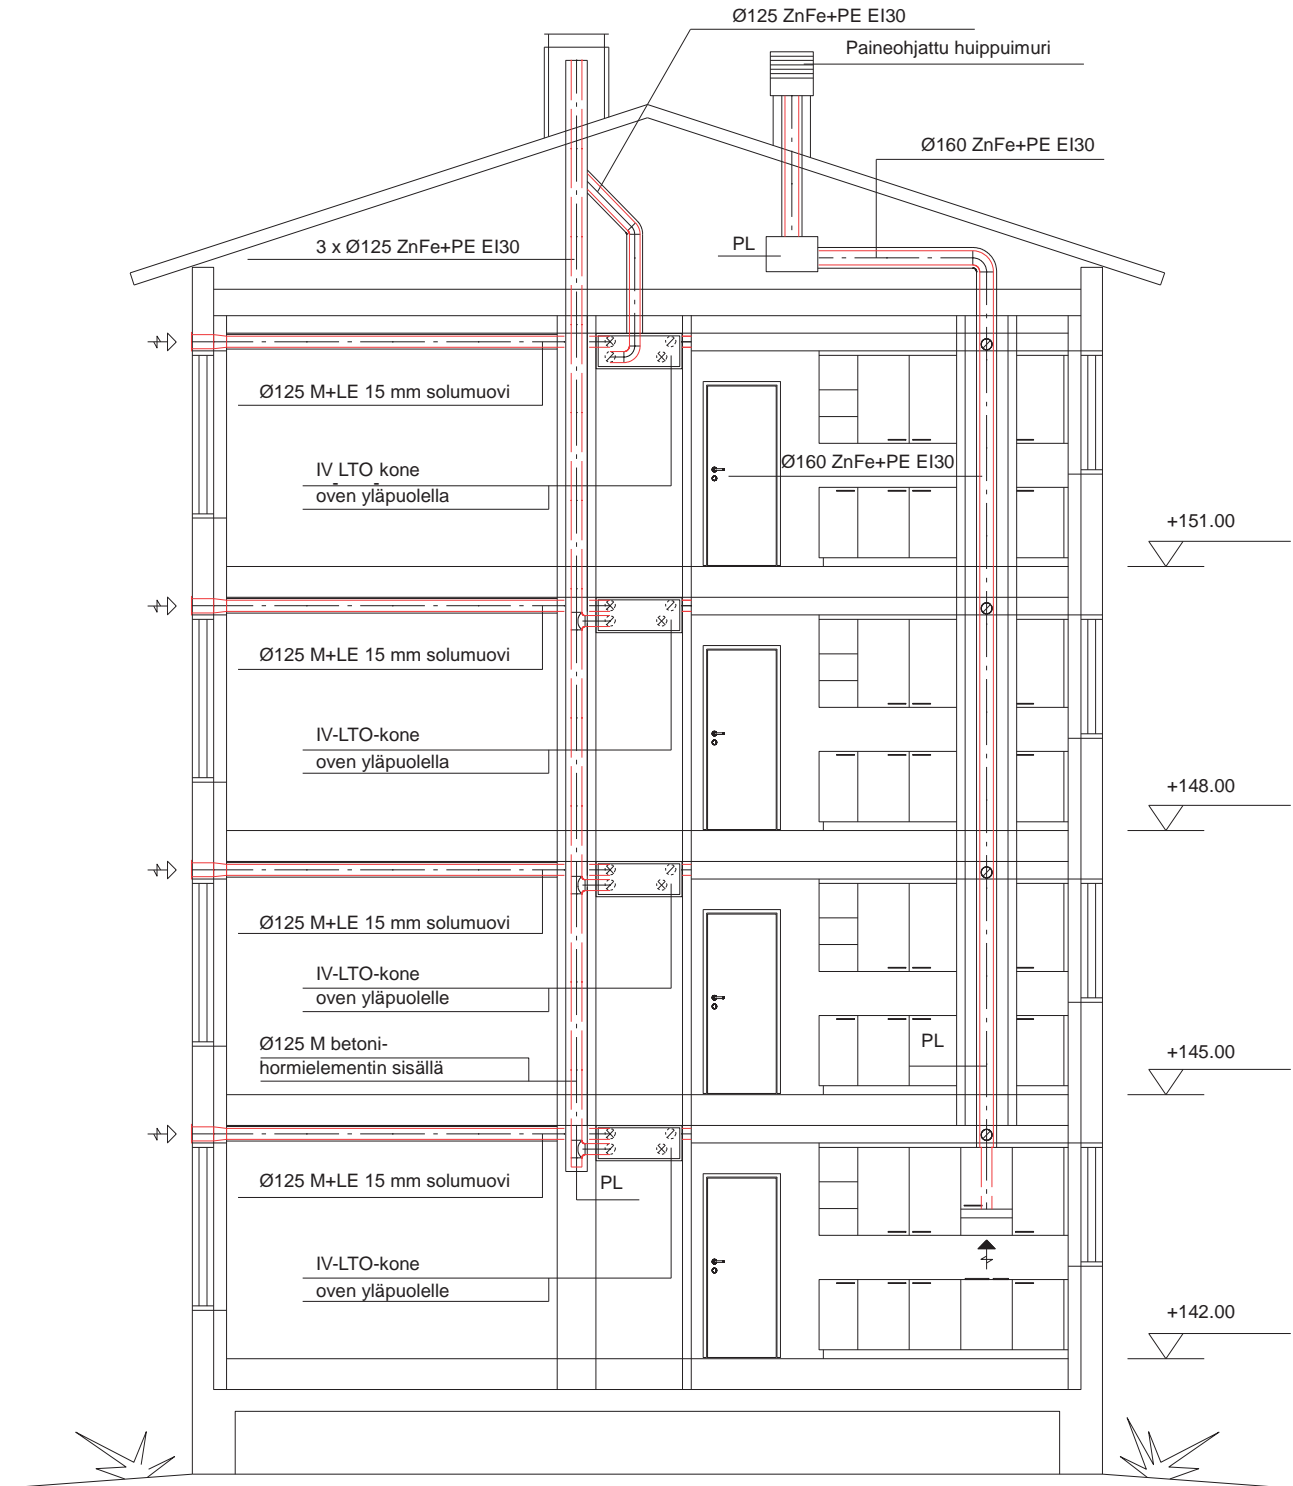 Ø125 ZnFe+PE EI30
Paineohjattu huippuimuri
Ø160 ZnFe+PE EI30
3 x Ø125 ZnFe+PE EI30
PL
Ø125 M+LE 15 mm solumuovi
IV LTO kone
oven yläpuolella
Ø160 ZnFe+PE EI30
+151.00
Ø125 M+LE 15 mm solumuovi
IV-LTO-kone
oven yläpuolella
+148.00
Ø125 M+LE 15 mm solumuovi
IV-LTO-kone
oven yläpuolelle
Ø125 M betoni-
hormielementin sisällä
PL
+145.00
Ø125 M+LE 15 mm solumuovi
PL
IV-LTO-kone
oven yläpuolelle
+142.00